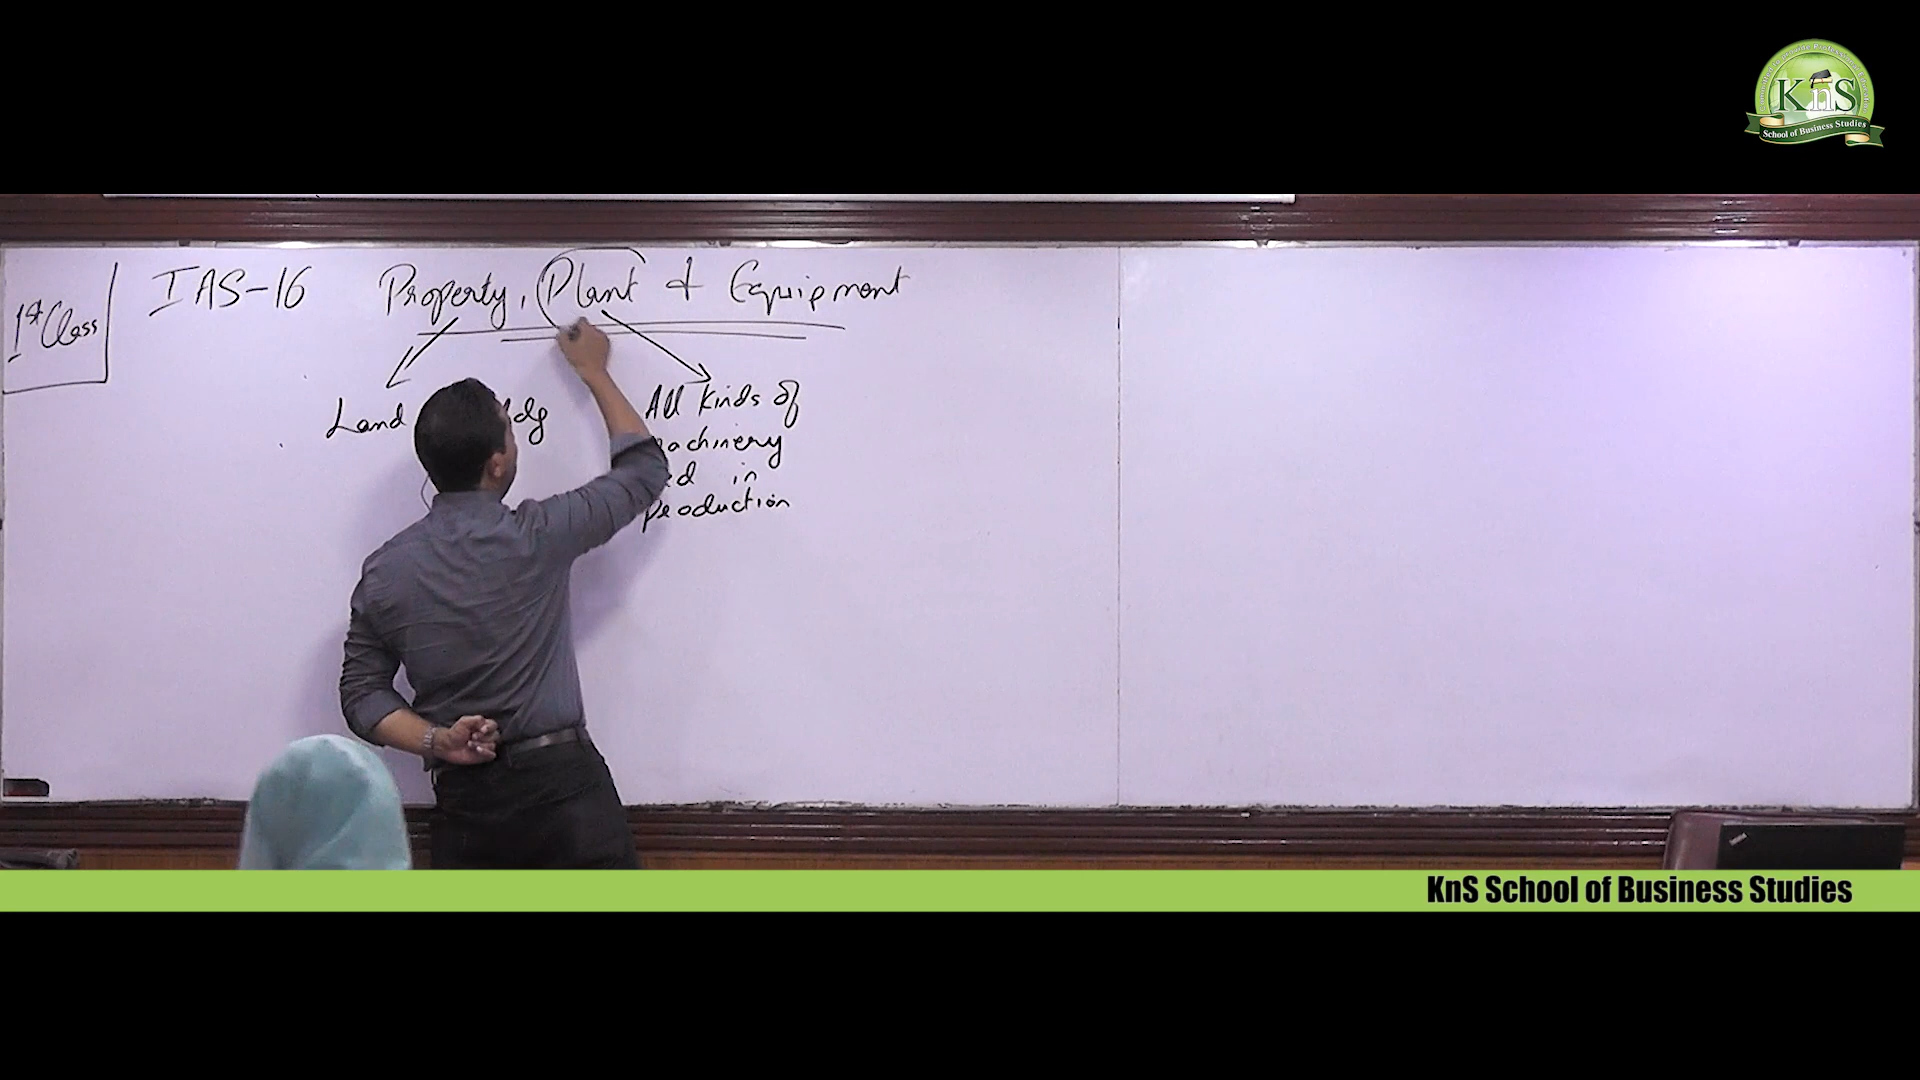 KnS
School of Business Studies
1st Class
IAS-16 Property, Plant & Equipment
Land
All kinds of
machinery
in
production
KnS School of Business Studies